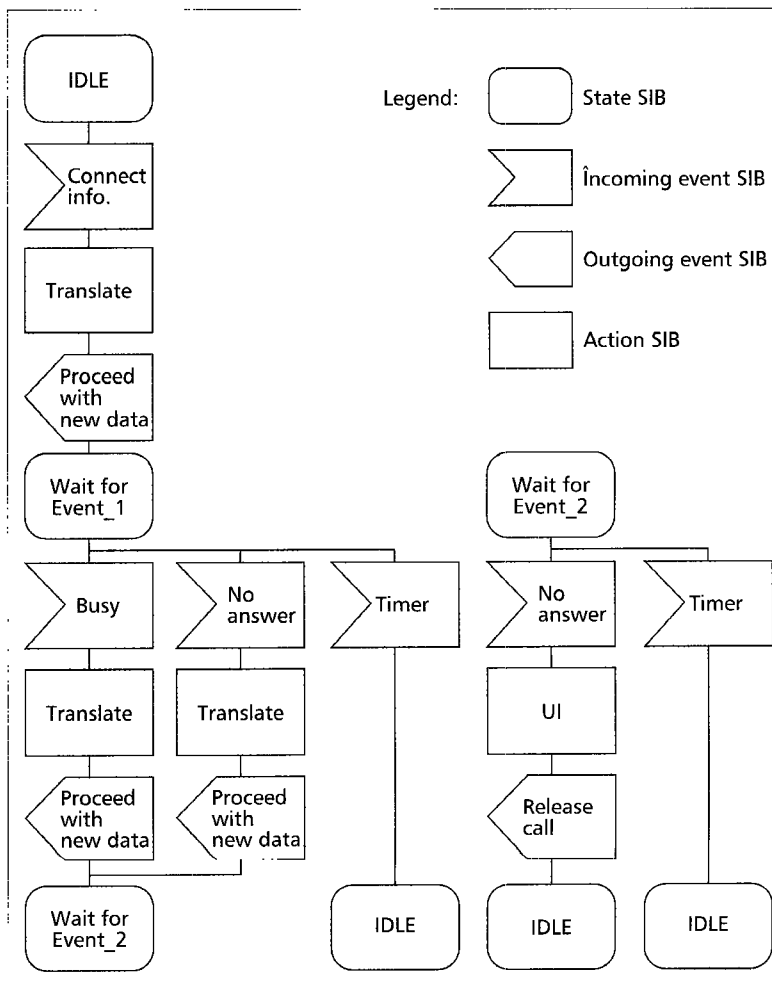 IDLE
Legend:
State SIB
Connect
info.
Încoming event SIB
Translate
Outgoing event SIB
Action SIB
Proceed
with
new data
Wait for
Event_1
Wait for
Event_2
Busy
No
answer
Timer
No
answer
Timer
Translate
Translate
UI
Proceed
with
new data
Proceed
with
new data
Release
call
Wait for
Event_2
IDLE
IDLE
IDLE